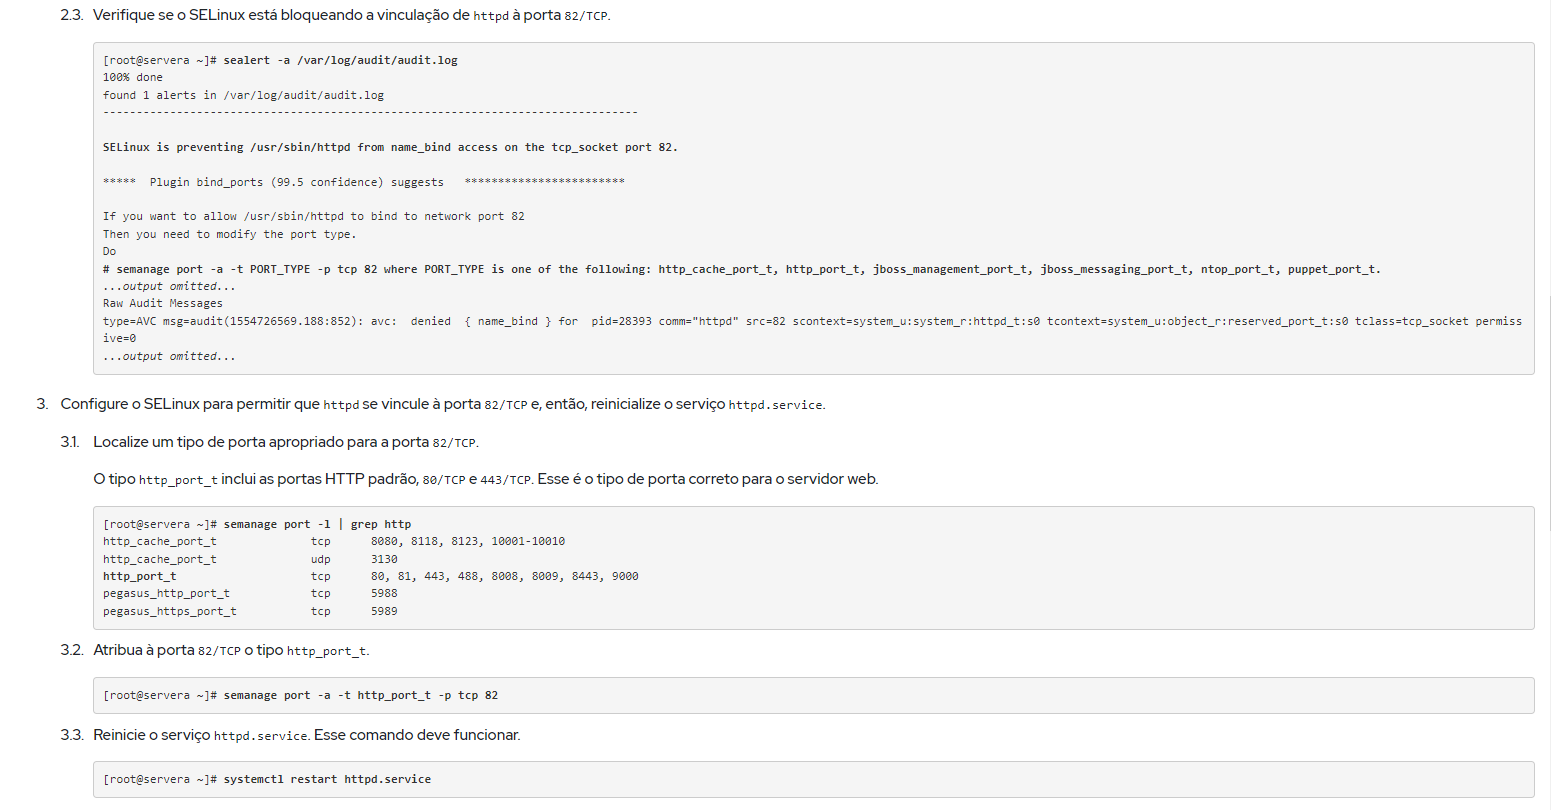 2.3. Verifique se o SELinux está bloqueando a vinculação de httpd à porta 82/TCP.
[root@servera ~]# sealert -a /var/log/audit/audit.log
100% done
found 1 alerts in /var/log/audit/audit.log
--------------------------------------------------------------------------------
SELinux is preventing /usr/sbin/httpd from name_bind access on the tcp_socket port 82.
***** Plugin bind_ports (99.5 confidence) suggests ************************
If you want to allow /usr/sbin/httpd to bind to network port 82
Then you need to modify the port type.
Do
# semanage port -a -t PORT_TYPE -p tcp 82 where PORT_TYPE is one of the following: http_cache_port_t, http_port_t, jboss_management_port_t, jboss_messaging_port_t, ntop_port_t, puppet_port_t.
...output omitted...
Raw Audit Messages
type=AVC msg=audit(1554726569.188:852): avc: denied { name_bind } for pid=28393 comm="httpd" src=82 scontext=system_u:system_r:httpd_t:s0 tcontext=system_u:object_r:reserved_port_t:s0 tclass=tcp_socket permiss
ive=0
...output omitted...
3. Configure o SELinux para permitir que httpd se vincule à porta 82/TCP e, então, reinicialize o serviço httpd.service.
3.1. Localize um tipo de porta apropriado para a porta 82/TCP.
O tipo http_port_t inclui as portas HTTP padrão, 80/TCP e 443/TCP. Esse é o tipo de porta correto para o servidor web.
[root@servera ~]# semanage port -l | grep http
http_cache_port_t tcp 8080, 8118, 8123, 10001-10010
http_cache_port_t udp 3130
http_port_t tcp 80, 81, 443, 488, 8008, 8009, 8443, 9000
pegasus_http_port_t tcp 5988
pegasus_https_port_t tcp 5989
3.2. Atribua à porta 82/TCP o tipo http_port_t.
[root@servera ~]# semanage port -a -t http_port_t -p tcp 82
3.3. Reinicie o serviço httpd.service. Esse comando deve funcionar.
[root@servera ~]# systemctl restart httpd.service